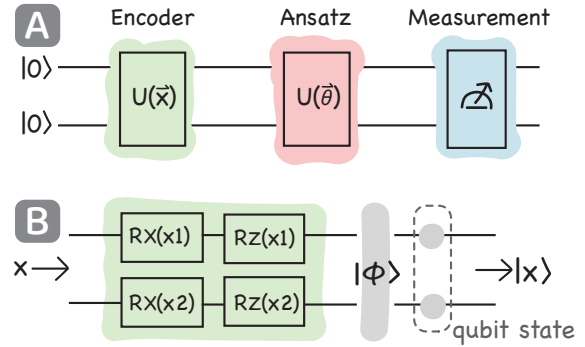 A
Encoder Ansatz Measurement
|0⟩
U(x⃗) U(θ⃗)
|0⟩
B
RX(x1) RZ(x1)
x → |Φ⟩ → |x⟩
RX(x2) RZ(x2)
qubit state